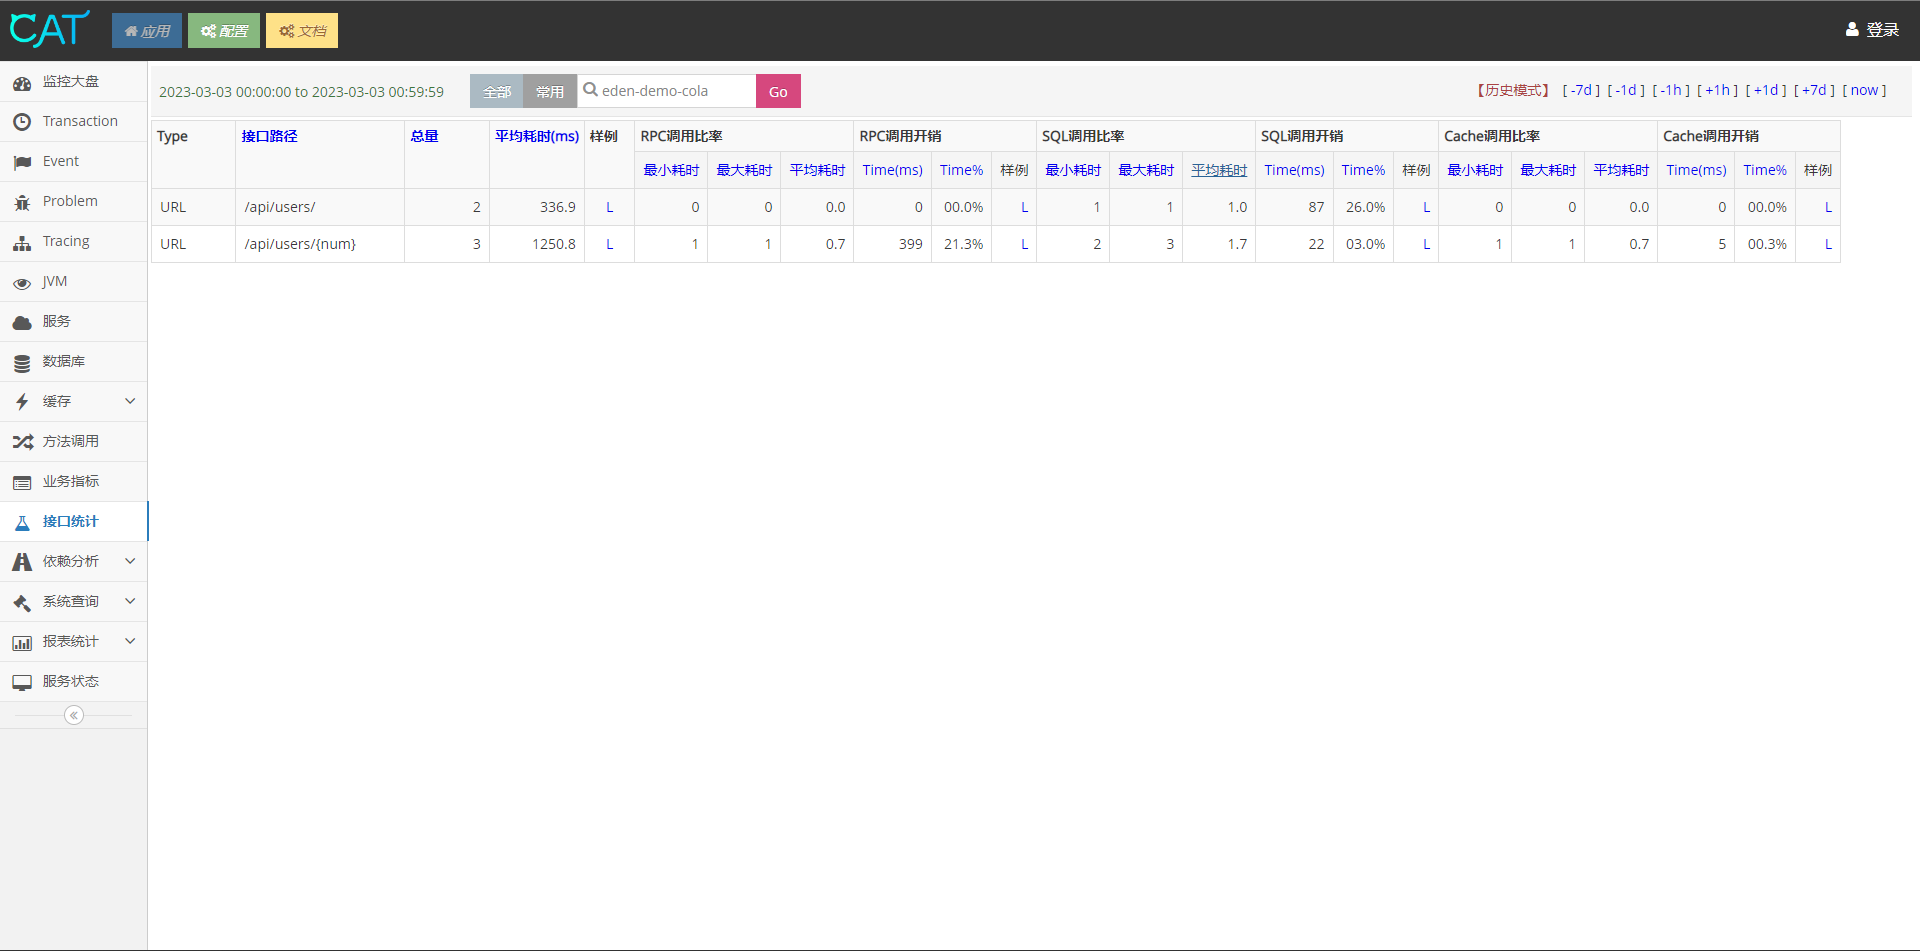 CAT 应用 配置 文档 登录
监控大盘
Transaction
Event
Problem
Tracing
JVM
服务
数据库
缓存
方法调用
业务指标
接口统计
依赖分析
系统查询
报表统计
服务状态
2023-03-03 00:00:00 to 2023-03-03 00:59:59 全部 常用 eden-demo-cola Go 【历史模式】 [ -7d ] [ -1d ] [ -1h ] [ +1h ] [ +1d ] [ +7d ] [ now ]
Type 接口路径 总量 平均耗时(ms) 样例 RPC调用比率 RPC调用开销 SQL调用比率 SQL调用开销 Cache调用比率 Cache调用开销
最小耗时 最大耗时 平均耗时 Time(ms) Time% 样例 最小耗时 最大耗时 平均耗时 Time(ms) Time% 样例 最小耗时 最大耗时 平均耗时 Time(ms) Time% 样例
URL /api/users/ 2 336.9 L 0 0 0.0 0 00.0% L 1 1 1.0 87 26.0% L 0 0 0.0 0 00.0% L
URL /api/users/{num} 3 1250.8 L 1 1 0.7 399 21.3% L 2 3 1.7 22 03.0% L 1 1 0.7 5 00.3% L